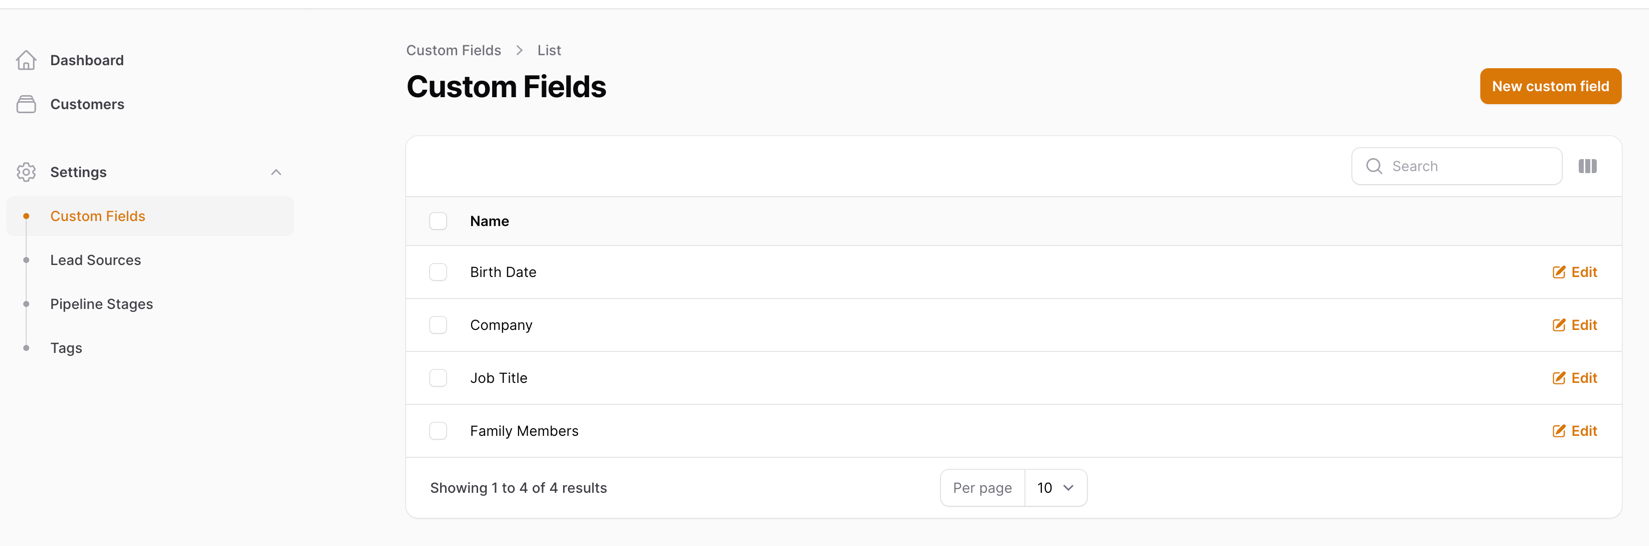 Dashboard
Customers
Settings
Custom Fields
Lead Sources
Pipeline Stages
Tags
Custom Fields > List
Custom Fields
New custom field
Search
Name
Birth Date Edit
Company Edit
Job Title Edit
Family Members Edit
Showing 1 to 4 of 4 results Per page 10